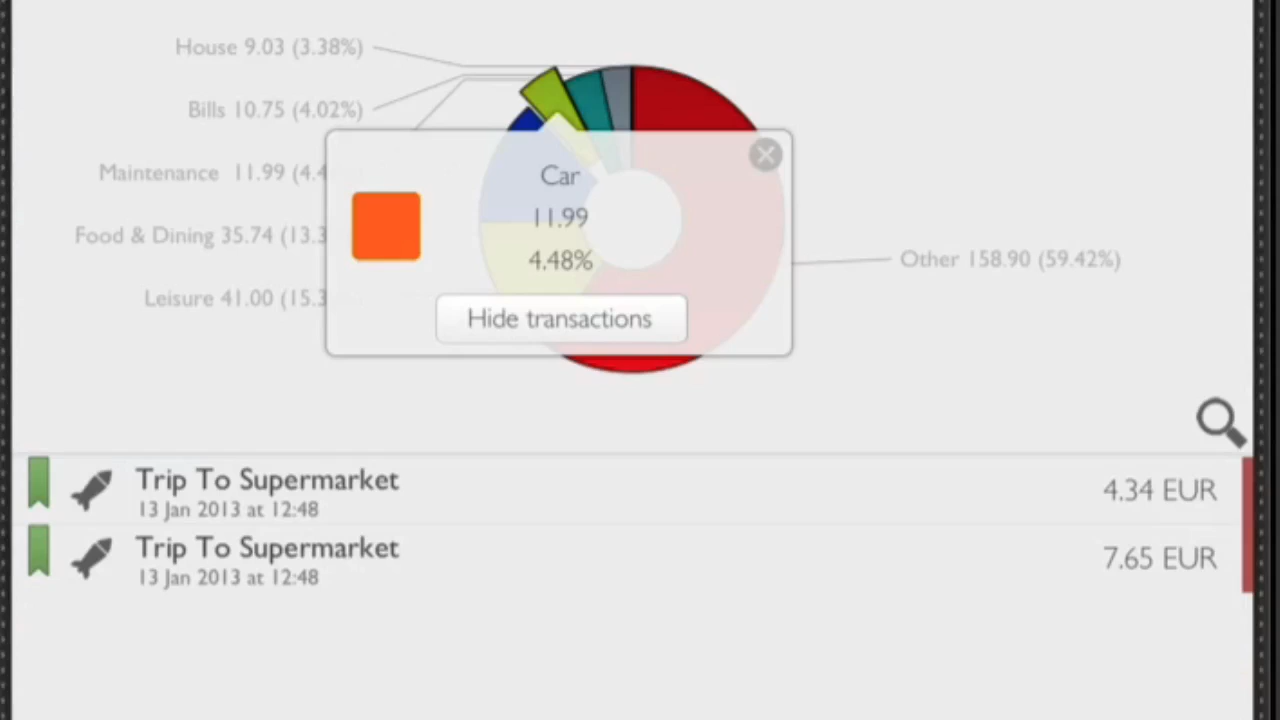 House 9.03 (3.38%)
Bills 10.75 (4.02%)
Maintenance 11.99 (4.4
Food & Dining 35.74 (13.3
Leisure 41.00 (15.3
Car
11.99
4.48%
Hide transactions
Other 158.90 (59.42%)
Trip To Supermarket
13 Jan 2013 at 12:48
4.34 EUR
Trip To Supermarket
13 Jan 2013 at 12:48
7.65 EUR